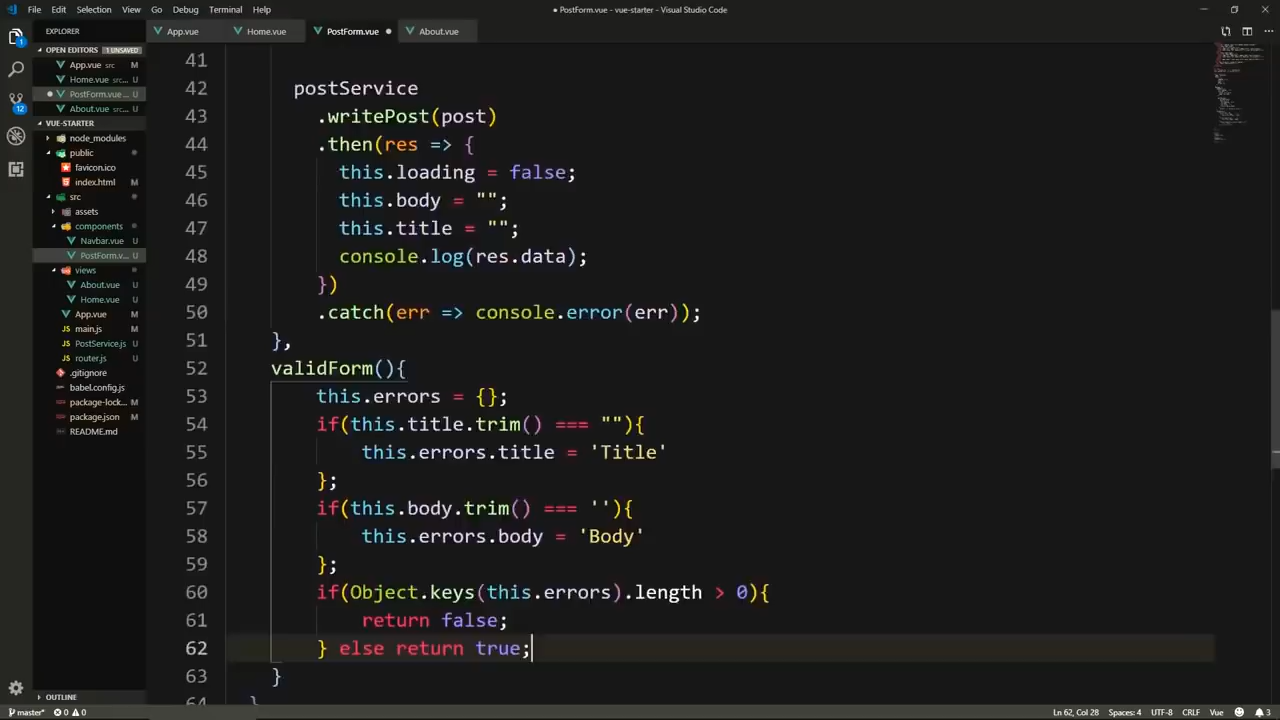 File Edit Selection View Go Debug Terminal Help
● PostForm.vue - vue-starter - Visual Studio Code
EXPLORER
App.vue Home.vue PostForm.vue ● About.vue
OPEN EDITORS 1 UNSAVED
App.vue src... M
Home.vue src... U
● PostForm.vue ... U
About.vue src... U
VUE-STARTER
node_modules
public
favicon.ico
index.html M
src
assets
components
Navbar.vue U
PostForm.v... U
views
About.vue U
Home.vue U
App.vue M
main.js M
PostService.js U
router.js U
.gitignore
babel.config.js
package-lock... M
package.json M
README.md
OUTLINE
41
42 postService
43 .writePost(post)
44 .then(res => {
45 this.loading = false;
46 this.body = "";
47 this.title = "";
48 console.log(res.data);
49 })
50 .catch(err => console.error(err));
51 },
52 validForm(){
53 this.errors = {};
54 if(this.title.trim() === ""){
55 this.errors.title = 'Title'
56 };
57 if(this.body.trim() === ''){
58 this.errors.body = 'Body'
59 };
60 if(Object.keys(this.errors).length > 0){
61 return false;
62 } else return true;
63 }
64 }
1
12
master* 0 0 Ln 62, Col 28 Spaces: 4 UTF-8 CRLF Vue 3